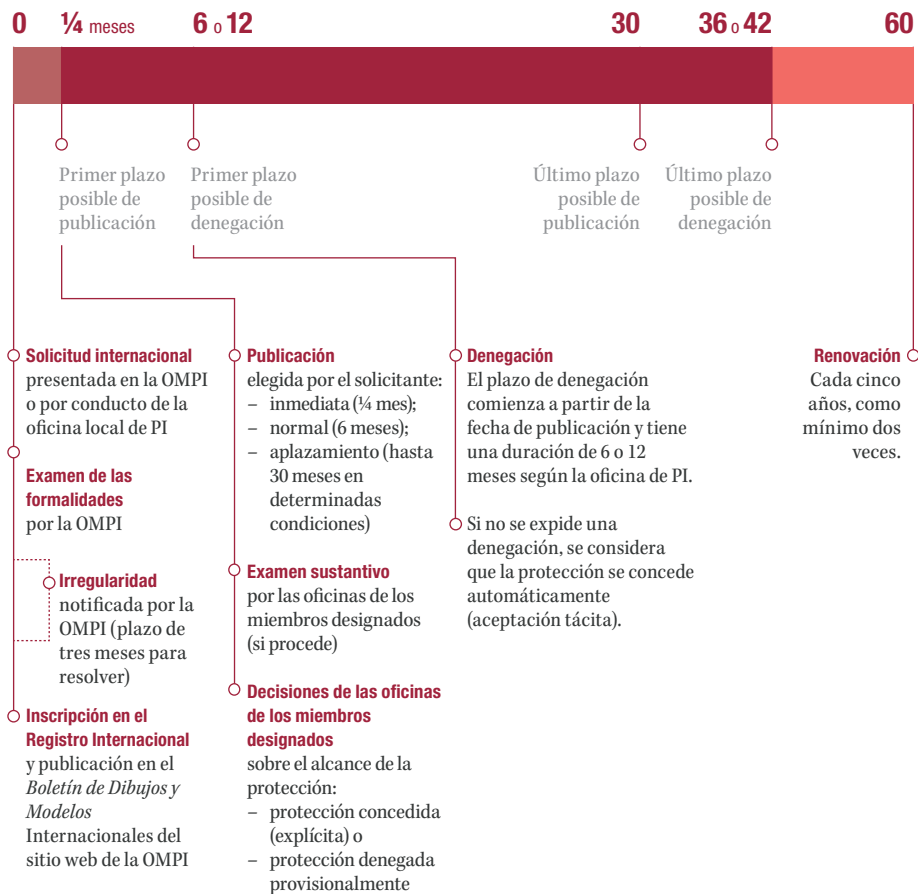 0
¼ meses
6 o 12
30
36 o 42
60
Primer plazo
posible de
publicación
Primer plazo
posible de
denegación
Último plazo
posible de
publicación
Último plazo
posible de
denegación
Solicitud internacional
presentada en la OMPI
o por conducto de la
oficina local de PI
Examen de las
formalidades
por la OMPI
Irregularidad
notificada por la
OMPI (plazo de
tres meses para
resolver)
Inscripción en el
Registro Internacional
y publicación en el
Boletín de Dibujos y
Modelos
Internacionales del
sitio web de la OMPI
Publicación
elegida por el solicitante:
– inmediata (¼ mes);
– normal (6 meses);
– aplazamiento (hasta
30 meses en
determinadas
condiciones)
Examen sustantivo
por las oficinas de los
miembros designados
(si procede)
Decisiones de las oficinas
de los miembros
designados
sobre el alcance de la
protección:
– protección concedida
(explícita) o
– protección denegada
provisionalmente
Denegación
El plazo de denegación
comienza a partir de la
fecha de publicación y tiene
una duración de 6 o 12
meses según la oficina de PI.
Si no se expide una
denegación, se considera
que la protección se concede
automáticamente
(aceptación tácita).
Renovación
Cada cinco
años, como
mínimo dos
veces.